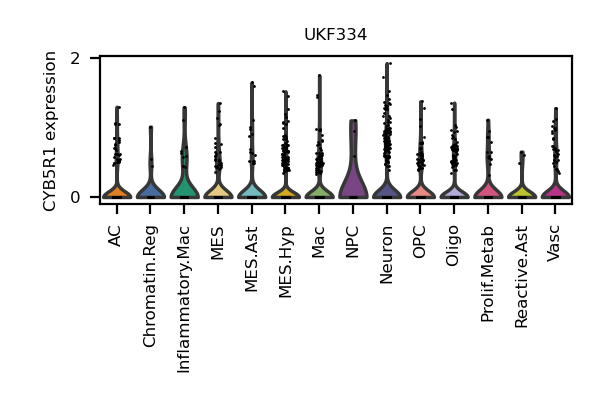 UKF334
CYB5R1 expression
2
0
AC
Chromatin.Reg
Inflammatory.Mac
MES
MES.Ast
MES.Hyp
Mac
NPC
Neuron
OPC
Oligo
Prolif.Metab
Reactive.Ast
Vasc